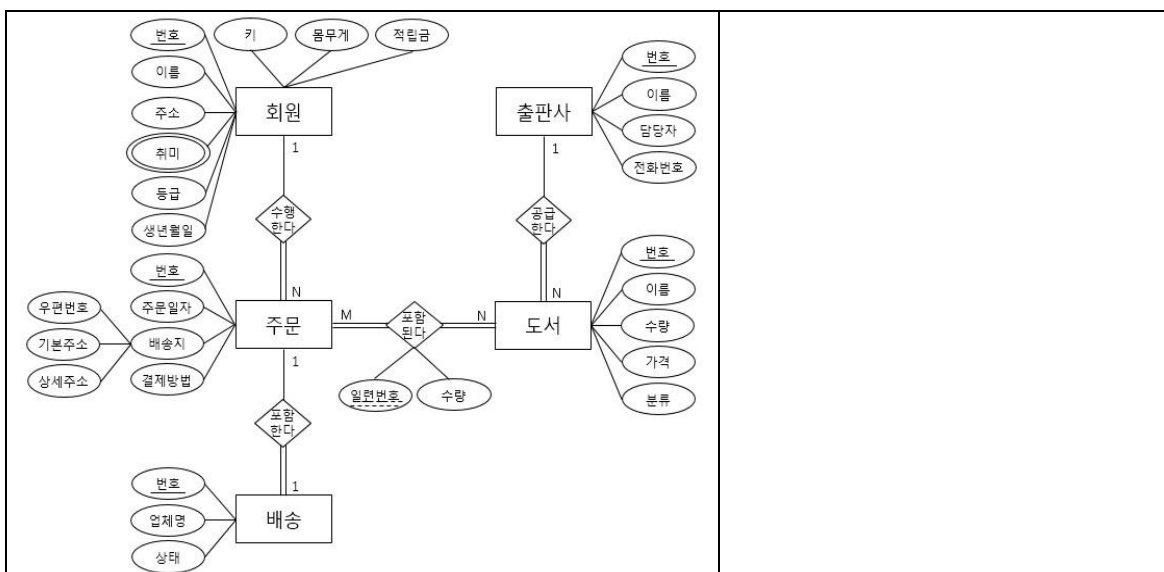 번호
키
몸무게
적립금
이름
주소
취미
등급
생년월일
회원
1
수행
한다
N
출판사
번호
이름
담당자
전화번호
1
공급
한다
N
번호
주문일자
배송지
결제방법
우편번호
기본주소
상세주소
주문
M
포함
된다
N
일련번호
수량
도서
번호
이름
수량
가격
분류
1
포함
한다
1
번호
업체명
상태
배송